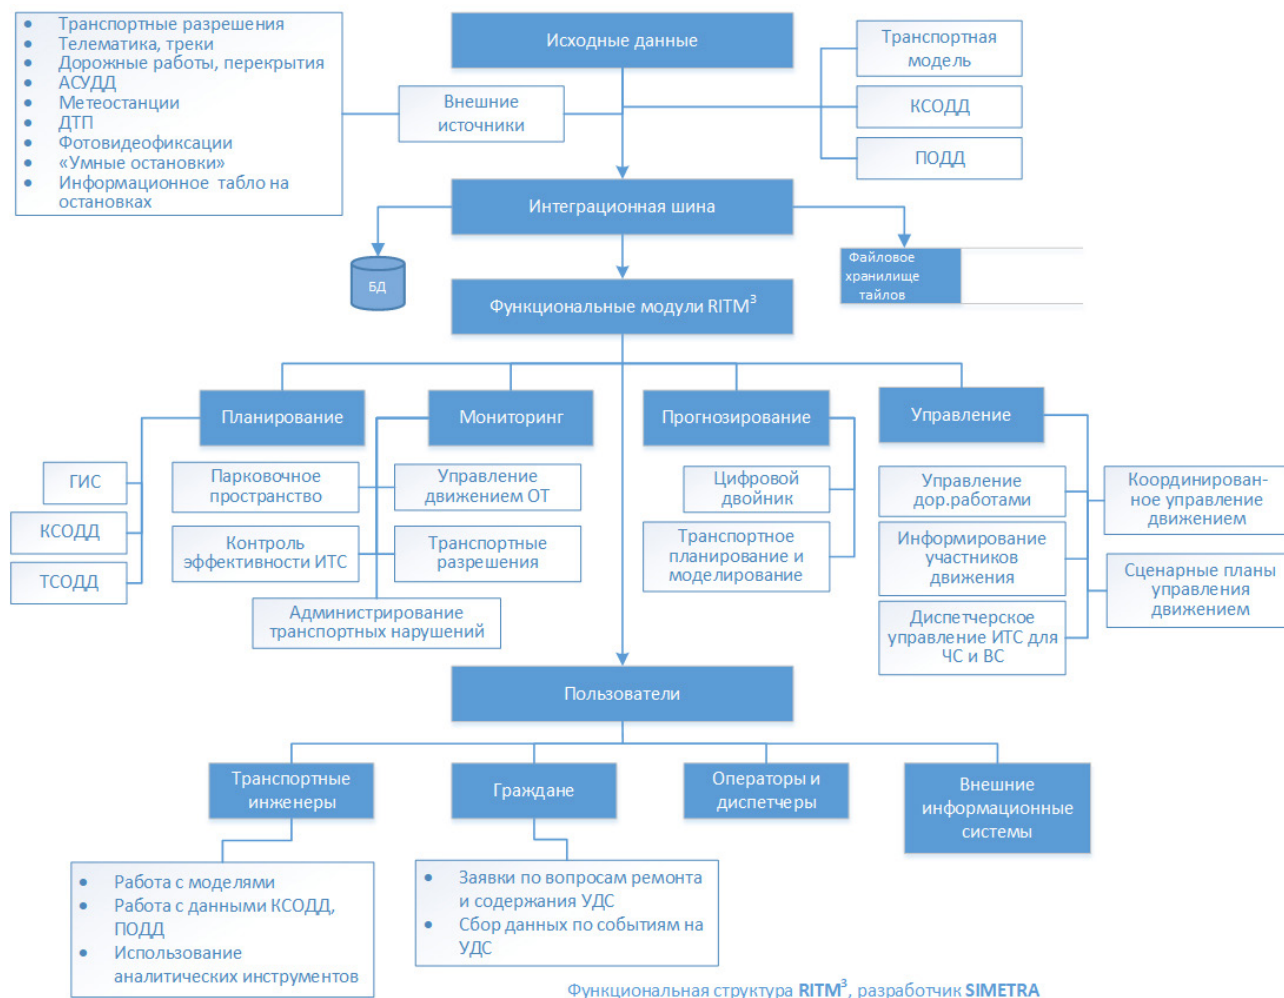 • Транспортные разрешения
• Телематика, треки
• Дорожные работы, перекрытия
• АСУДД
• Метеостанции
• ДТП
• Фотовидеофиксации
• «Умные остановки»
• Информационное табло на
остановках
Исходные данные
Внешние
источники
Транспортная
модель
КСОДД
ПОДД
Интеграционная шина
БД
Файловое
хранилище
тайлов
Функциональные модули RITM³
Планирование
ГИС
КСОДД
ТСОДД
Мониторинг
Парковочное
пространство
Управление
движением ОТ
Контроль
эффективности ИТС
Транспортные
разрешения
Администрирование
транспортных нарушений
Прогнозирование
Цифровой
двойник
Транспортное
планирование и
моделирование
Управление
Управление
дор.работами
Информирование
участников
движения
Диспетчерское
управление ИТС для
ЧС и ВС
Координирован-
ное управление
движением
Сценарные планы
управления
движением
Пользователи
Транспортные
инженеры
Граждане
Операторы и
диспетчеры
Внешние
информационные
системы
• Работа с моделями
• Работа с данными КСОДД,
ПОДД
• Использование
аналитических инструментов
• Заявки по вопросам ремонта
и содержания УДС
• Сбор данных по событиям на
УДС
Функциональная структура RITM³, разработчик SIMETRA